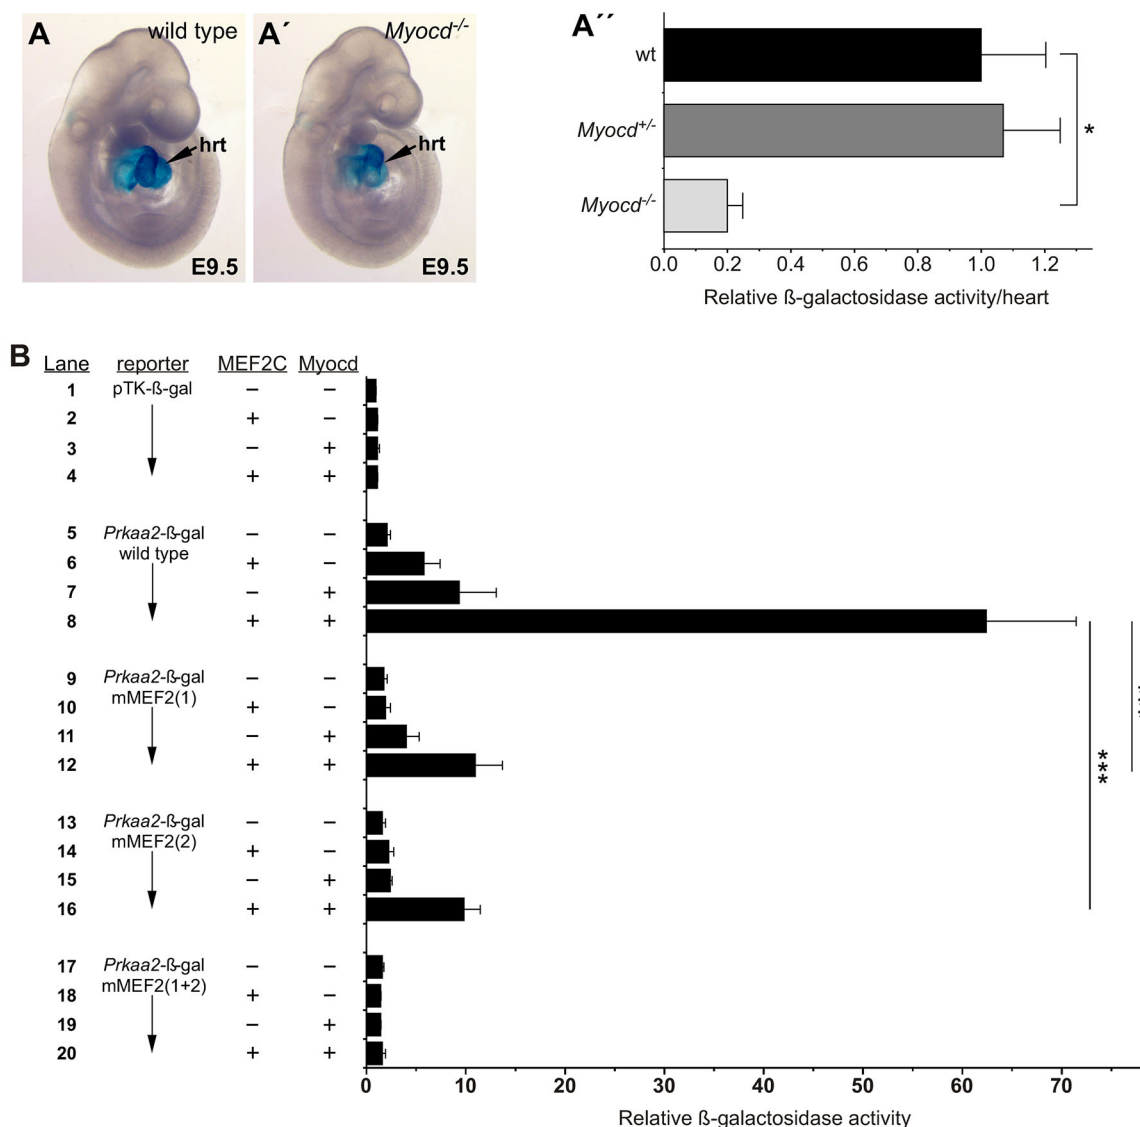 A wild type
hrt
E9.5
A´ Myocd-/-
hrt
E9.5
A´´
wt
Myocd+/-
Myocd-/-
*
0.0 0.2 0.4 0.6 0.8 1.0 1.2
Relative ß-galactosidase activity/heart
B
Lane reporter MEF2C Myocd
1 pTK-ß-gal − −
2 + −
3 − +
4 + +
5 Prkaa2-ß-gal − −
wild type
6 + −
7 − +
8 + +
9 Prkaa2-ß-gal − −
mMEF2(1)
10 + −
11 − +
12 + +
13 Prkaa2-ß-gal − −
mMEF2(2)
14 + −
15 − +
16 + +
17 Prkaa2-ß-gal − −
mMEF2(1+2)
18 + −
19 − +
20 + +
***
0 10 20 30 40 50 60 70
Relative ß-galactosidase activity